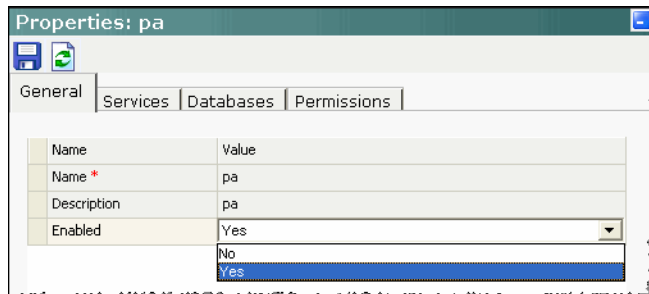 Properties: pa
General Services Databases Permissions
Name Value
Name * pa
Description pa
Enabled Yes
No
Yes